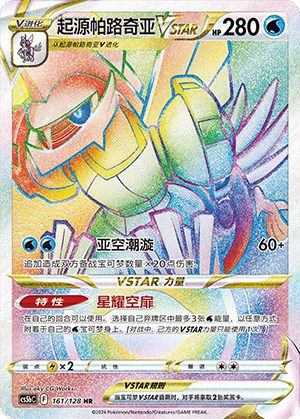 V进化
起源帕路奇亚VSTAR HP 280
从起源帕路奇亚V进化
亚空潮漩 60+
追加造成双方备战宝可梦数量×20点伤害。
VSTAR 力量
特性 星耀空扉
在自己的回合可以使用。选择自己弃牌区中最多3张能量，以任意方式
附着于自己的宝可梦身上。[对战中，己方的VSTAR力量只能使用1次。]
弱点 ×2 抗性 撤退
VSTAR规则
当宝可梦VSTAR昏厥时，对手将拿取2张奖赏卡。
Illus. aky CG Works
CS5bC F 161/128 HR
©2024 Pokémon/Nintendo/Creatures/GAME FREAK.